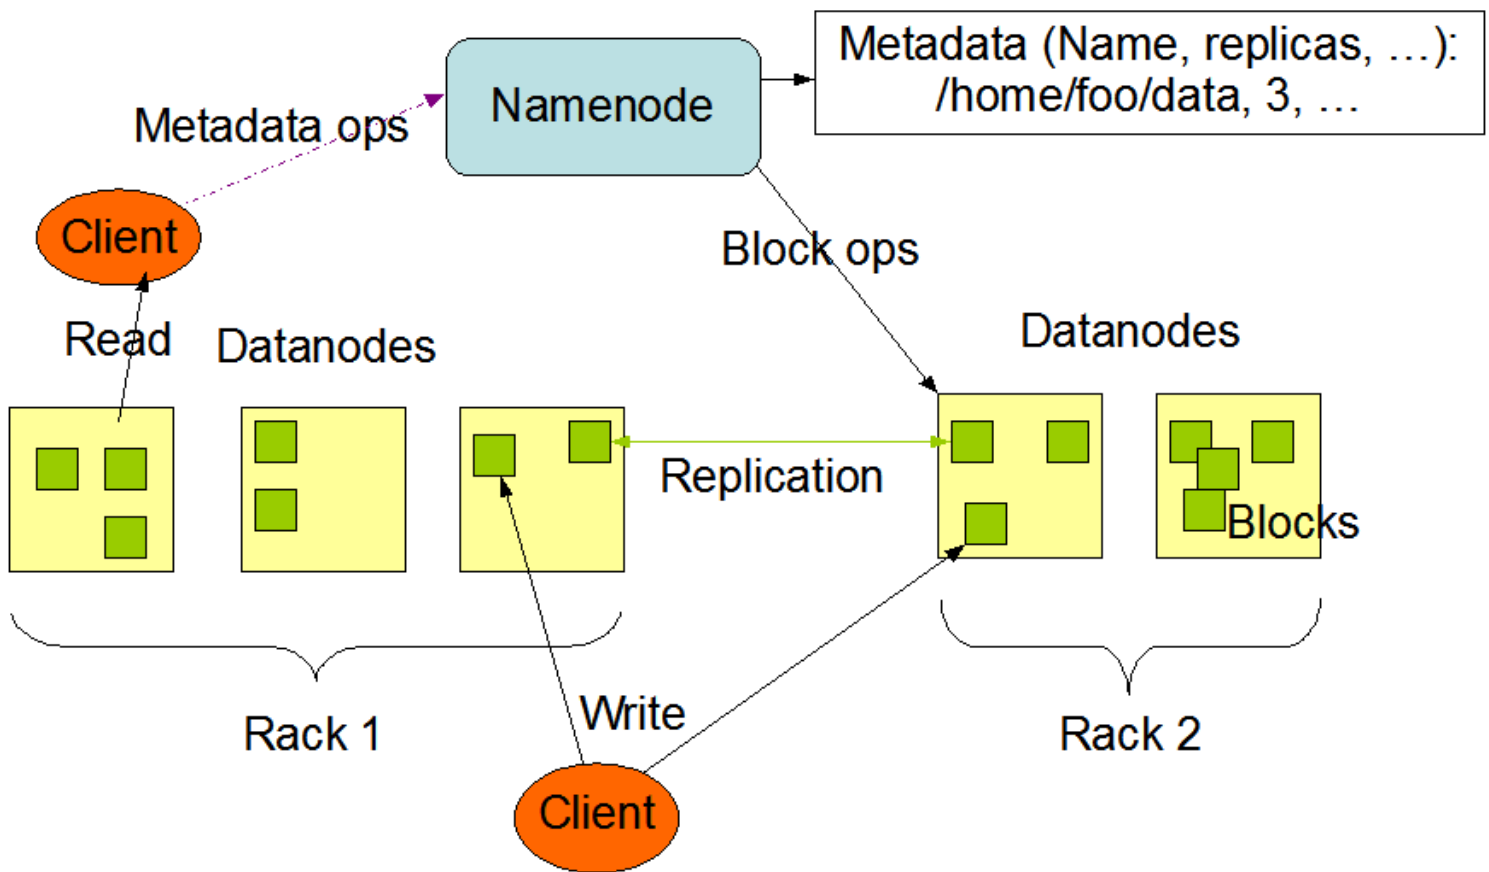 Metadata (Name, replicas, …):
/home/foo/data, 3, …
Namenode
Metadata ops
Client
Block ops
Read
Datanodes
Datanodes
Replication
Blocks
Rack 1
Write
Rack 2
Client